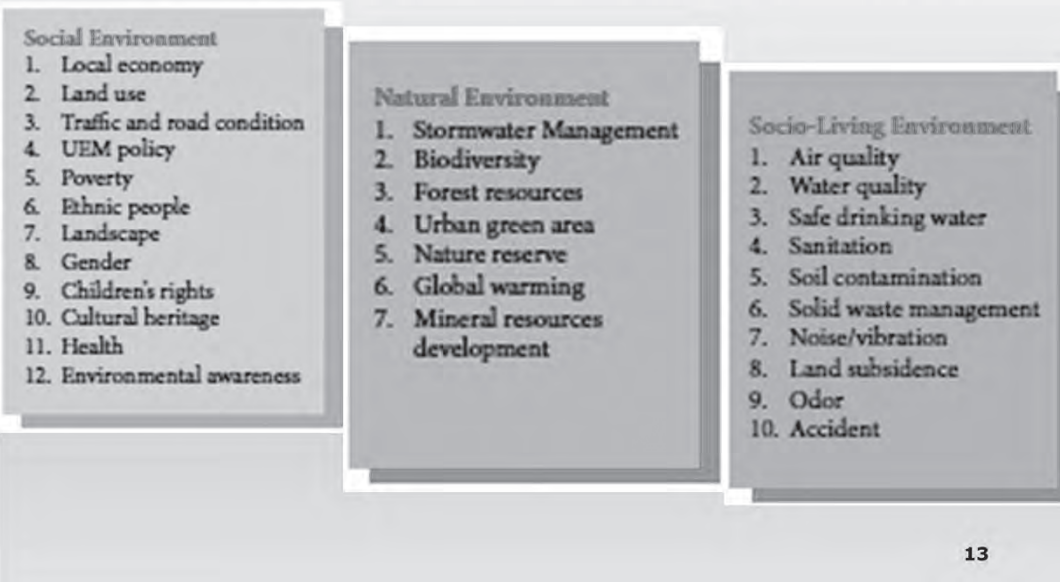 Social Environment
1. Local economy
2. Land use
3. Traffic and road condition
4. UEM policy
5. Poverty
6. Ethnic people
7. Landscape
8. Gender
9. Children's rights
10. Cultural heritage
11. Health
12. Environmental awareness
Natural Environment
1. Stormwater Management
2. Biodiversity
3. Forest resources
4. Urban green area
5. Nature reserve
6. Global warming
7. Mineral resources
development
Socio-Living Environment
1. Air quality
2. Water quality
3. Safe drinking water
4. Sanitation
5. Soil contamination
6. Solid waste management
7. Noise/vibration
8. Land subsidence
9. Odor
10. Accident
13